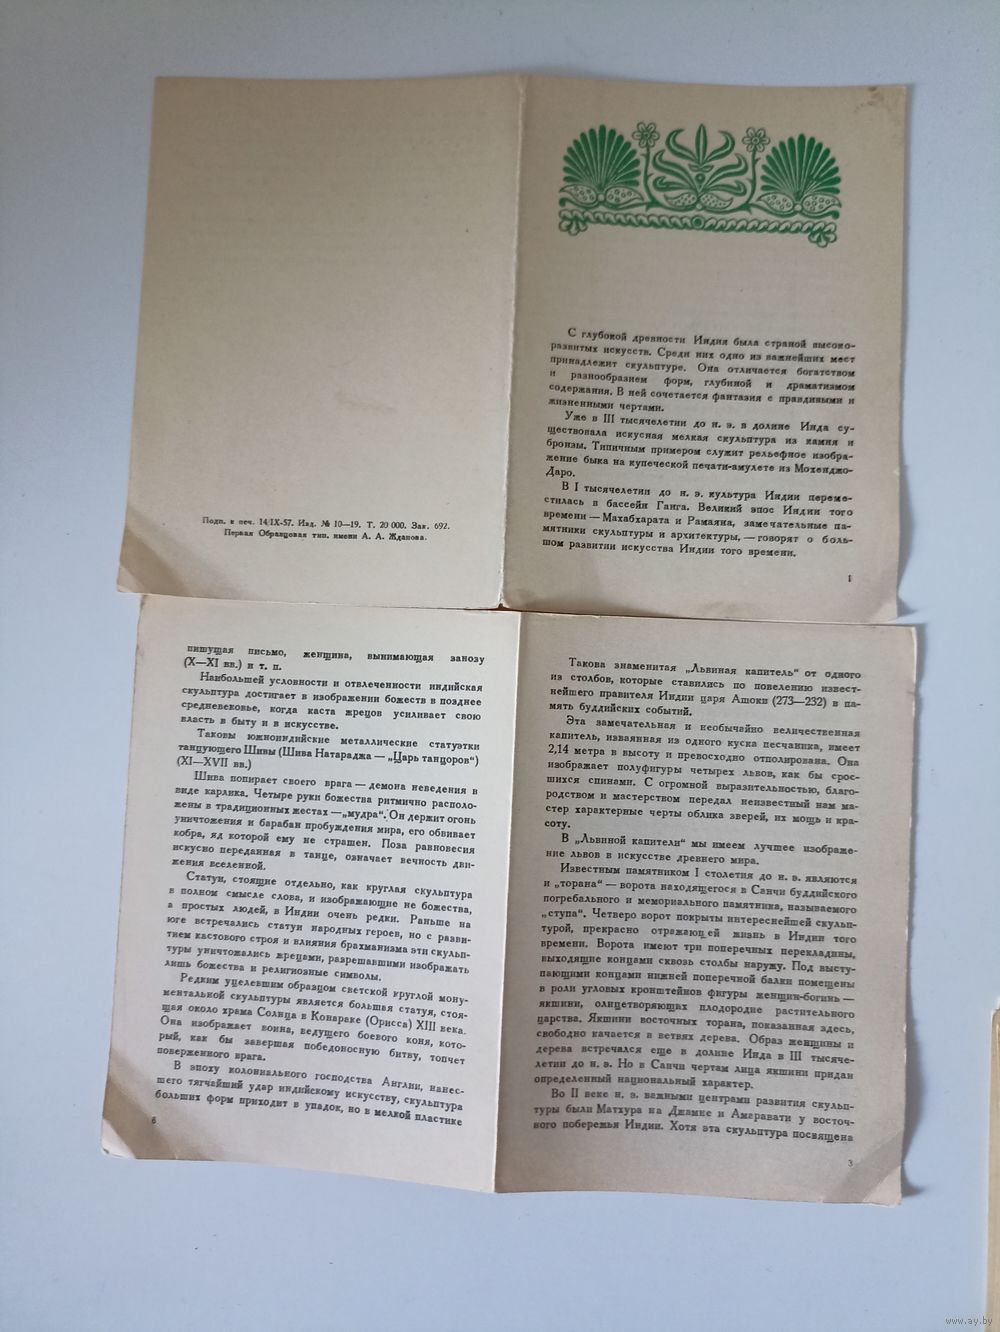 Подп. к печ. 14/IX-57. Изд. № 10—19. Т. 20 000. Зак. 692.
Первая Образцовая тип. имени А. А. Жданова.
С глубокой древности Индия была страной высоко-
развитых искусств. Среди них одно из важнейших мест
принадлежит скульптуре. Она отличается богатством
и разнообразием форм, глубиной и драматизмом
содержания. В ней сочетается фантазия с правдивыми и
жизненными чертами.
Уже в III тысячелетии до н. э. в долине Инда су-
ществовала искусная мелкая скульптура из камня и
бронзы. Типичным примером служит рельефное изобра-
жение быка на купеческой печати-амулете из Мохенджо-
Даро.
В I тысячелетии до н. э. культура Индии переме-
стилась в бассейн Ганга. Великий эпос Индии того
времени — Махабхарата и Рамаяна, замечательные па-
мятники скульптуры и архитектуры, — говорят о боль-
шом развитии искусства Индии того времени.
1
пишущая письмо, женщина, вынимающая занозу
(X—XI вв.) и т. п.
Наибольшей условности и отвлеченности индийская
скульптура достигает в изображении божеств в позднее
средневековье, когда каста жрецов усиливает свою
власть в быту и в искусстве.
Таковы южноиндийские металлические статуэтки
танцующего Шивы (Шива Натараджа — „Царь танцоров“)
(XI—XVII вв.)
Шива попирает своего врага — демона неведения в
виде карлика. Четыре руки божества ритмично располо-
жены в традиционных жестах —„мудра“. Он держит огонь
уничтожения и барабан пробуждения мира, его обвивает
кобра, яд которой ему не страшен. Поза равновесия
искусно переданная в танце, означает вечность дви-
жения вселенной.
Статуи, стоящие отдельно, как круглая скульптура
в полном смысле слова, и изображающие не божества,
а простых людей, в Индии очень редки. Раньше на
юге встречались статуи народных героев, но с разви-
тием кастового строя и влияния брахманизма эти скульп-
туры уничтожались жрецами, разрешавшими изображать
лишь божества и религиозные символы.
Редким уцелевшим образцом светской круглой мону-
ментальной скульптуры является большая статуя, стоя-
щая около храма Солнца в Конараке (Орисса) XIII века.
Она изображает воина, ведущего боевого коня, кото-
рый, как бы завершая победоносную битву, топчет
поверженного врага.
В эпоху колониального господства Англии, нанес-
шего тягчайший удар индийскому искусству, скульптура
больших форм приходит в упадок, но в мелкой пластике
6
Такова знаменитая „Львиная капитель“ от одного
из столбов, которые ставились по повелению извест-
нейшего правителя Индии царя Ашоки (273—232) в па-
мять буддийских событий.
Эта замечательная и необычайно величественная
капитель, изваянная из одного куска песчаника, имеет
2,14 метра в высоту и превосходно отполирована. Она
изображает полуфигуры четырех львов, как бы срос-
шихся спинами. С огромной выразительностью, благо-
родством и мастерством передал неизвестный нам ма-
стер характерные черты облика зверей, их мощь и кра-
соту.
В „Львиной капители“ мы имеем лучшее изображе-
ние львов в искусстве древнего мира.
Известным памятником I столетия до н. э. являются
и „торана“ — ворота находящегося в Санчи буддийского
погребального и мемориального памятника, называемого
„ступа“. Четверо ворот покрыты интереснейшей скульп-
турой, прекрасно отражающей жизнь в Индии того
времени. Ворота имеют три поперечных перекладины,
выходящие концами сквозь столбы наружу. Под высту-
пающими концами нижней поперечной балки помещены
в роли угловых кронштейнов фигуры женщин-богинь —
якшини, олицетворяющих плодородие растительного
царства. Якшини восточных торана, показанная здесь,
свободно качается в ветвях дерева. Образ женщины и
дерева встречался еще в долине Инда в III тысяче-
летии до н. э. Но в Санчи чертам лица якшини придан
определенный национальный характер.
Во II веке н. э. важными центрами развития скульп-
туры были Матхура на Джамне и Амаравати у восточ-
ного побережья Индии. Хотя эта скульптура посвящена
3
www.ay.by